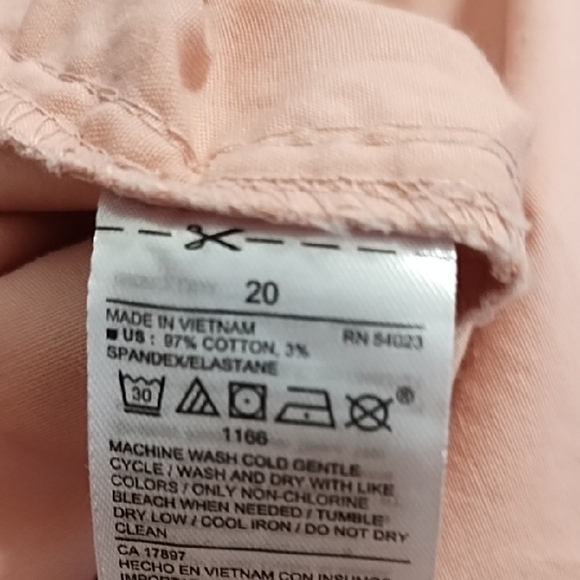 20
MADE IN VIETNAM RN 54023
US: 97% COTTON, 3%
SPANDEX/ELASTANE
30
®
1166
MACHINE WASH COLD GENTLE
CYCLE / WASH AND DRY WITH LIKE
COLORS / ONLY NON-CHLORINE
BLEACH WHEN NEEDED / TUMBLE
DRY LOW / COOL IRON / DO NOT DRY
CLEAN
CA 17897
HECHO EN VIETNAM CON INSUMOS